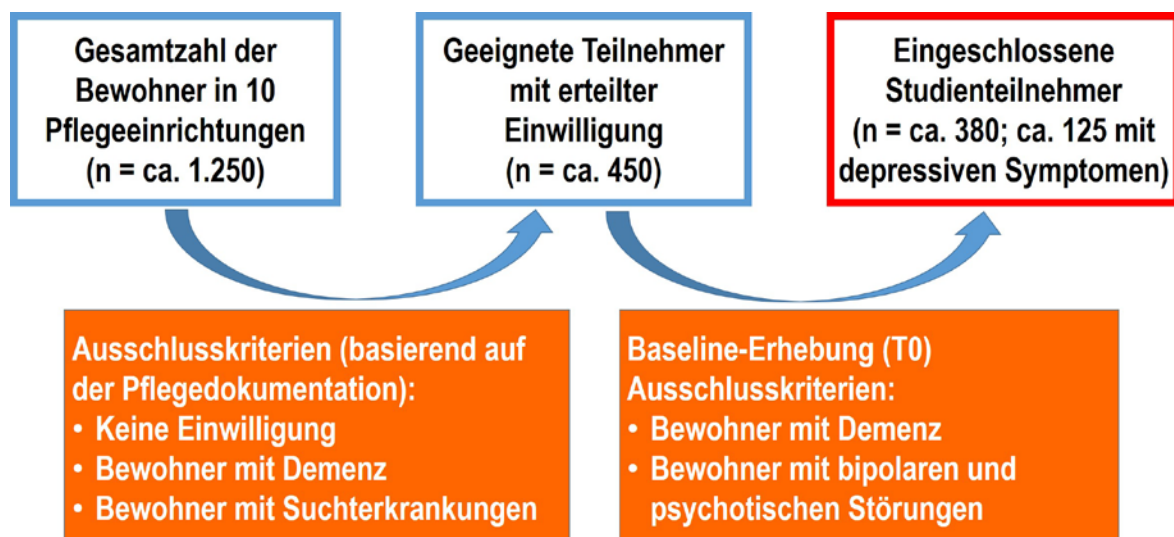 Gesamtzahl der
Bewohner in 10
Pflegeeinrichtungen
(n = ca. 1.250)
Geeignete Teilnehmer
mit erteilter
Einwilligung
(n = ca. 450)
Eingeschlossene
Studienteilnehmer
(n = ca. 380; ca. 125 mit
depressiven Symptomen)
Ausschlusskriterien (basierend auf
der Pflegedokumentation):
• Keine Einwilligung
• Bewohner mit Demenz
• Bewohner mit Suchterkrankungen
Baseline-Erhebung (T0)
Ausschlusskriterien:
• Bewohner mit Demenz
• Bewohner mit bipolaren und
psychotischen Störungen